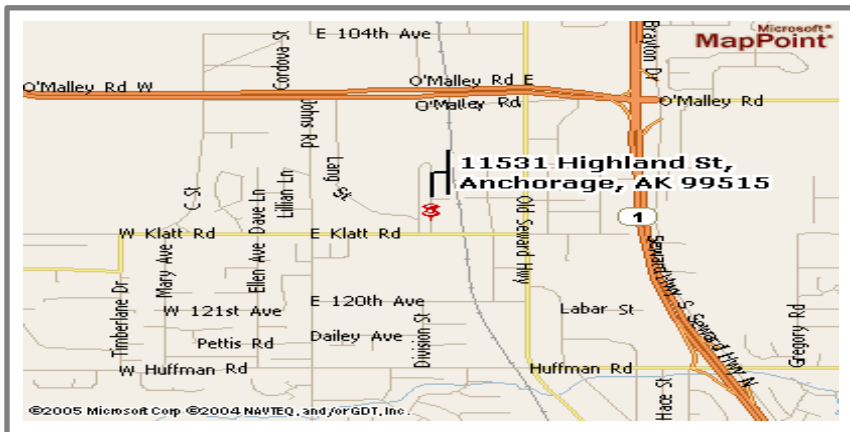 Microsoft®
MapPoint®
E 104th Ave
Cordova St
Brayton Dr
O'Malley Rd W
O'Malley Rd E
O'Malley Rd
O'Malley Rd
Johns Rd
Lang St
11531 Highland St,
Anchorage, AK 99515
C St
Dave Ln
Lillian Ln
Old Seward Hwy
1
W Klatt Rd
E Klatt Rd
Mary Ave
Ellen Ave
Seward Hwy S
Seward Hwy N
Timberlane Dr
W 121st Ave
E 120th Ave
Division St
Labar St
Gregory Rd
Pettis Rd
Dailey Ave
W Huffman Rd
Huffman Rd
Hace St
©2005 Microsoft Corp ©2004 NAVTEQ, and/or GDT, Inc.